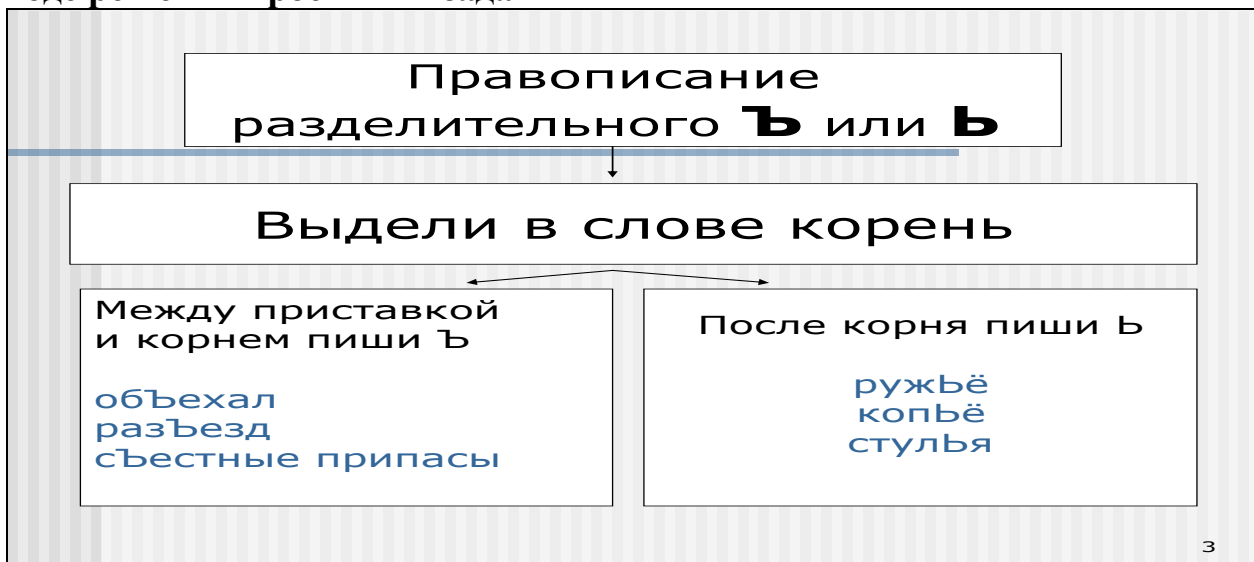 Правописание
разделительного Ъ или Ь
Выдели в слове корень
Между приставкой
и корнем пиши Ъ
объехал
разЪезд
сЪестные припасы
После корня пиши Ь
ружЬё
копЬё
стулЬя
3